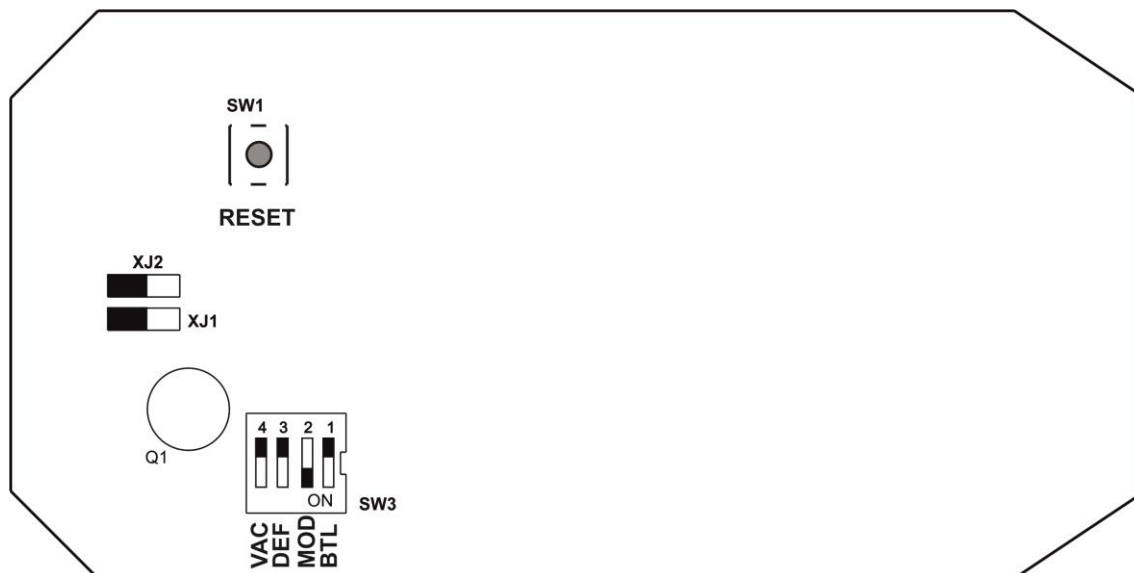 SW1
RESET
XJ2
XJ1
Q1
4 3 2 1
ON
SW3
VAC
DEF
MOD
BTL